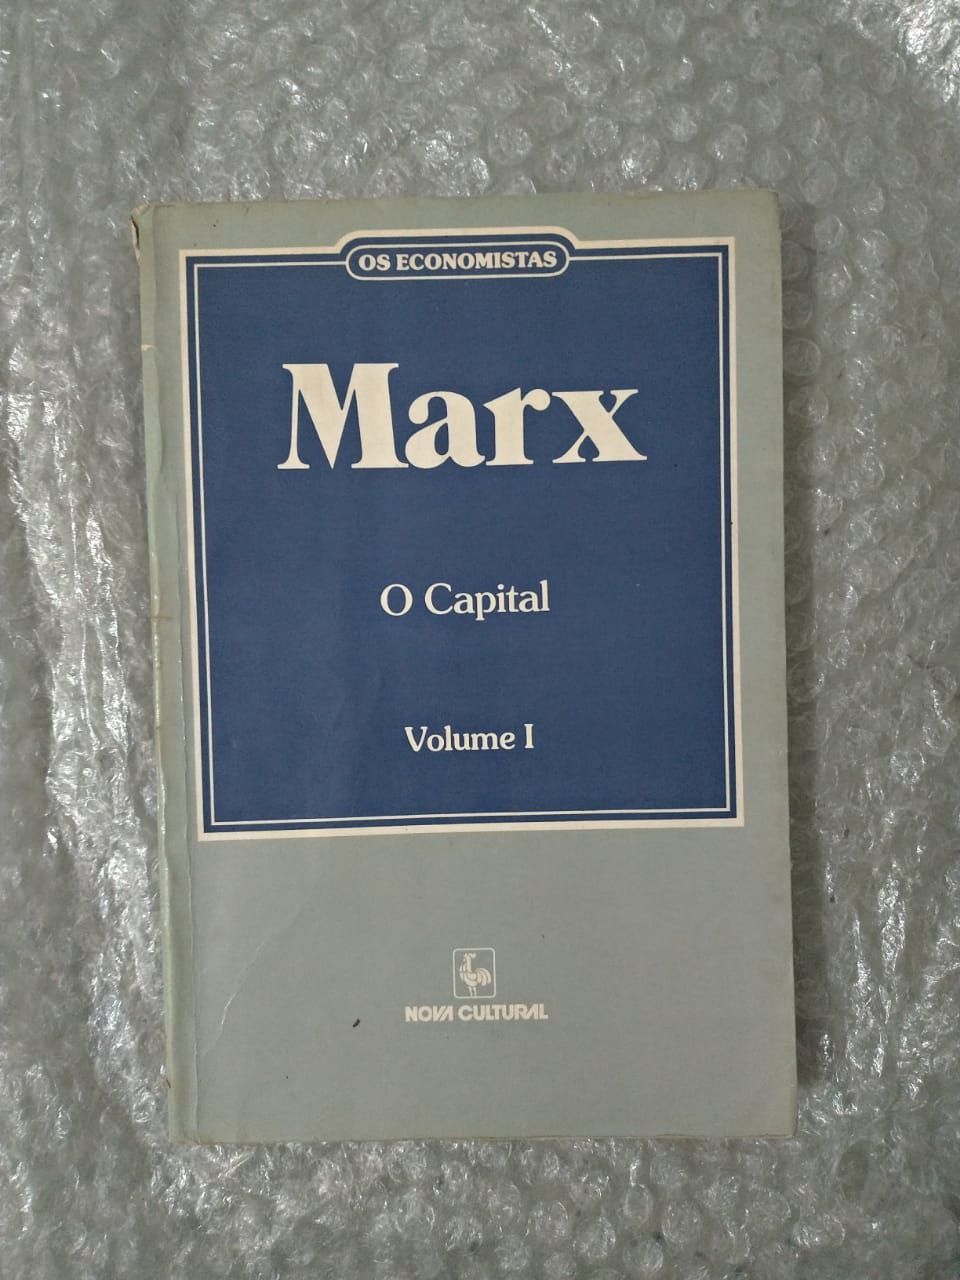 OS ECONOMISTAS
Marx
O Capital
Volume I
NOVA CULTURAL